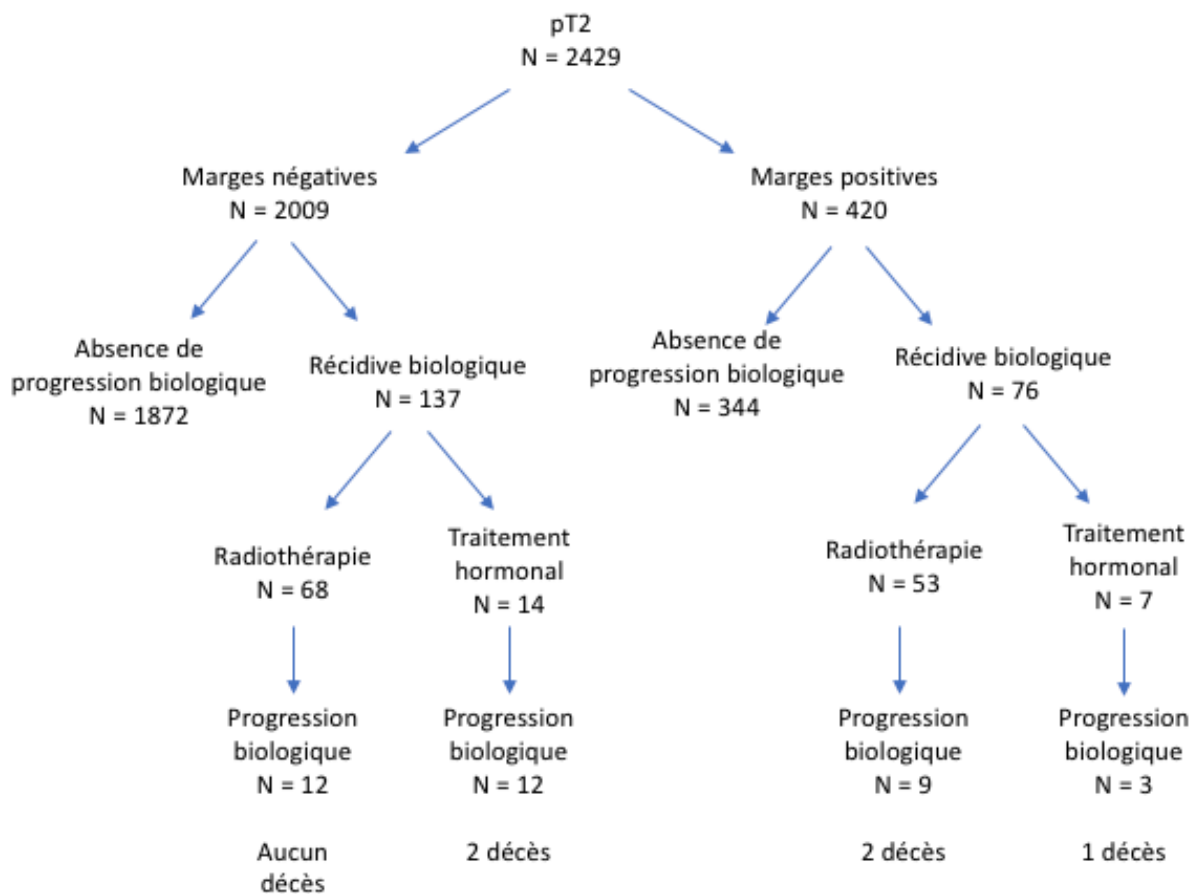 pT2
N = 2429
Marges négatives
N = 2009
Marges positives
N = 420
Absence de
progression biologique
N = 1872
Récidive biologique
N = 137
Absence de
progression biologique
N = 344
Récidive biologique
N = 76
Radiothérapie
N = 68
Traitement
hormonal
N = 14
Radiothérapie
N = 53
Traitement
hormonal
N = 7
Progression
biologique
N = 12
Progression
biologique
N = 12
Progression
biologique
N = 9
Progression
biologique
N = 3
Aucun
décès
2 décès
2 décès
1 décès